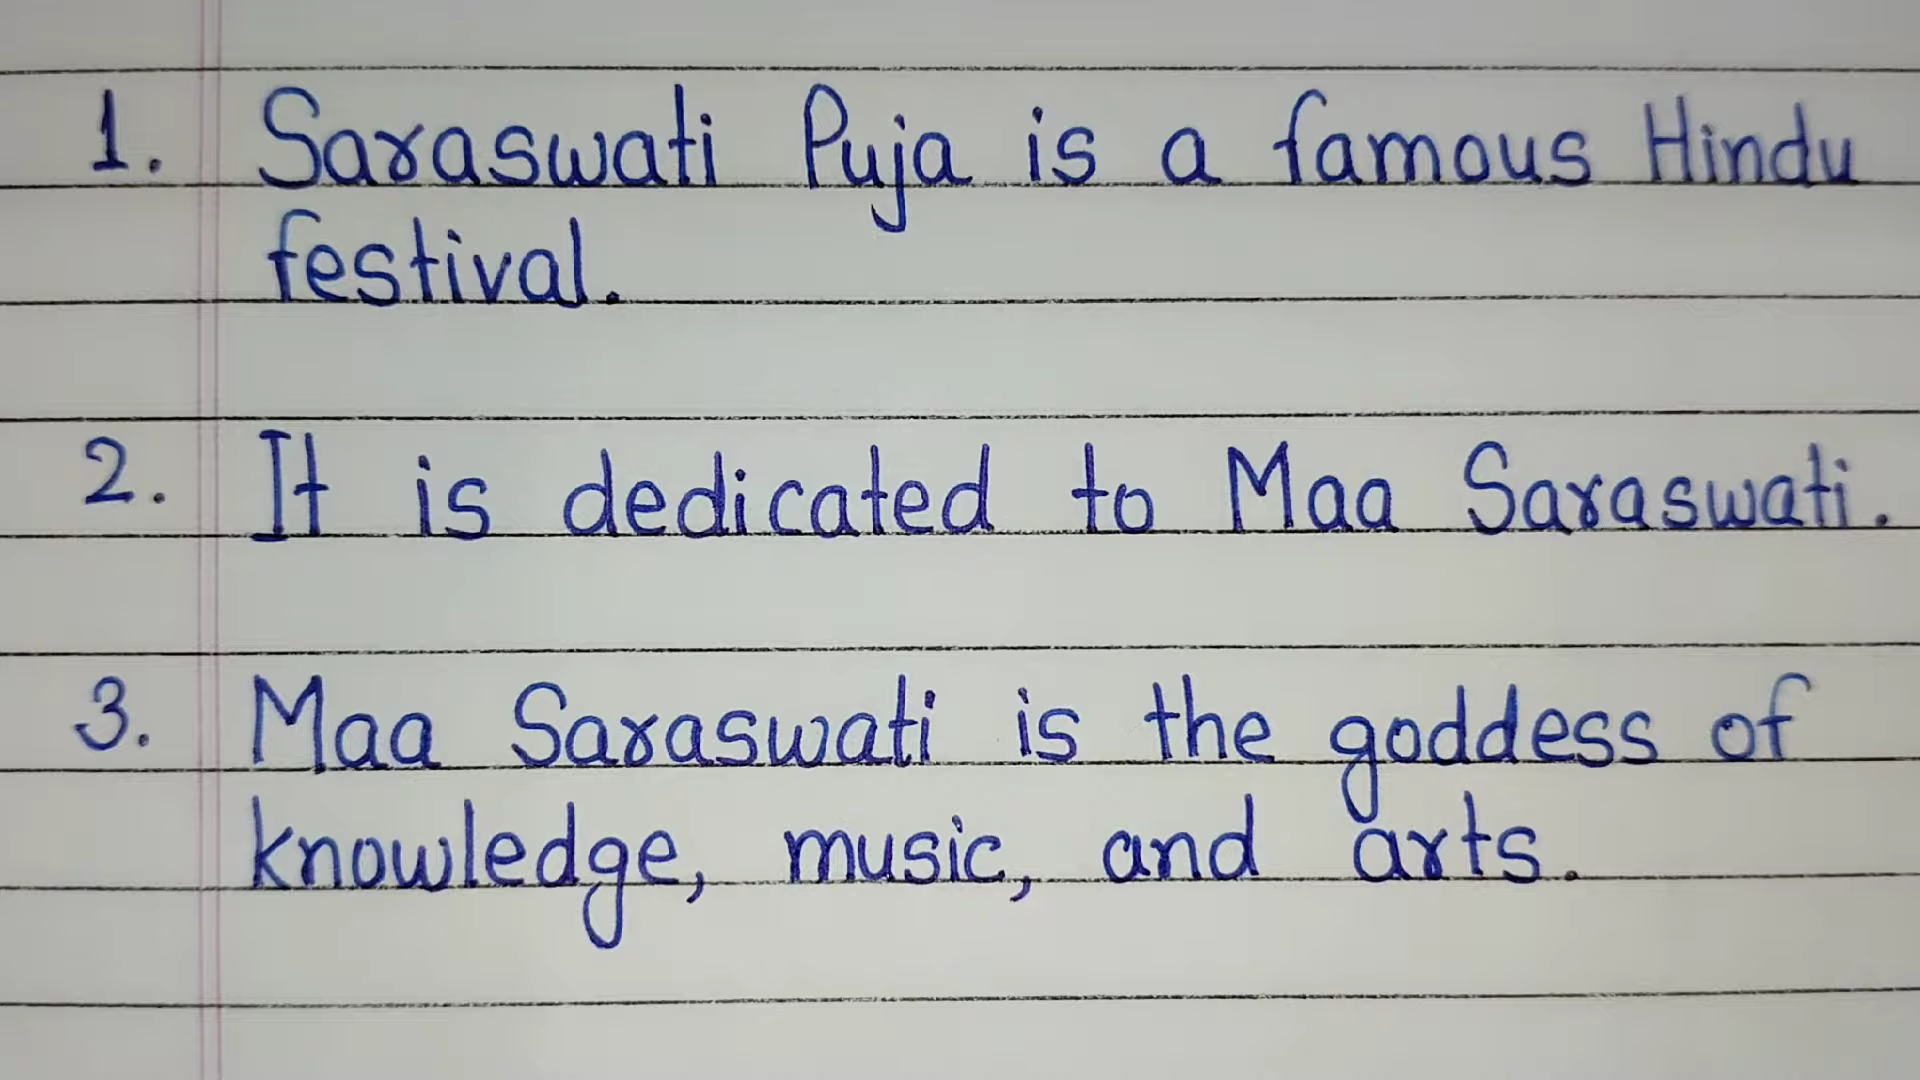 1. Saraswati Puja is a famous Hindu
festival.
2. It is dedicated to Maa Saraswati.
3. Maa Saraswati is the goddess of
knowledge, music, and arts.